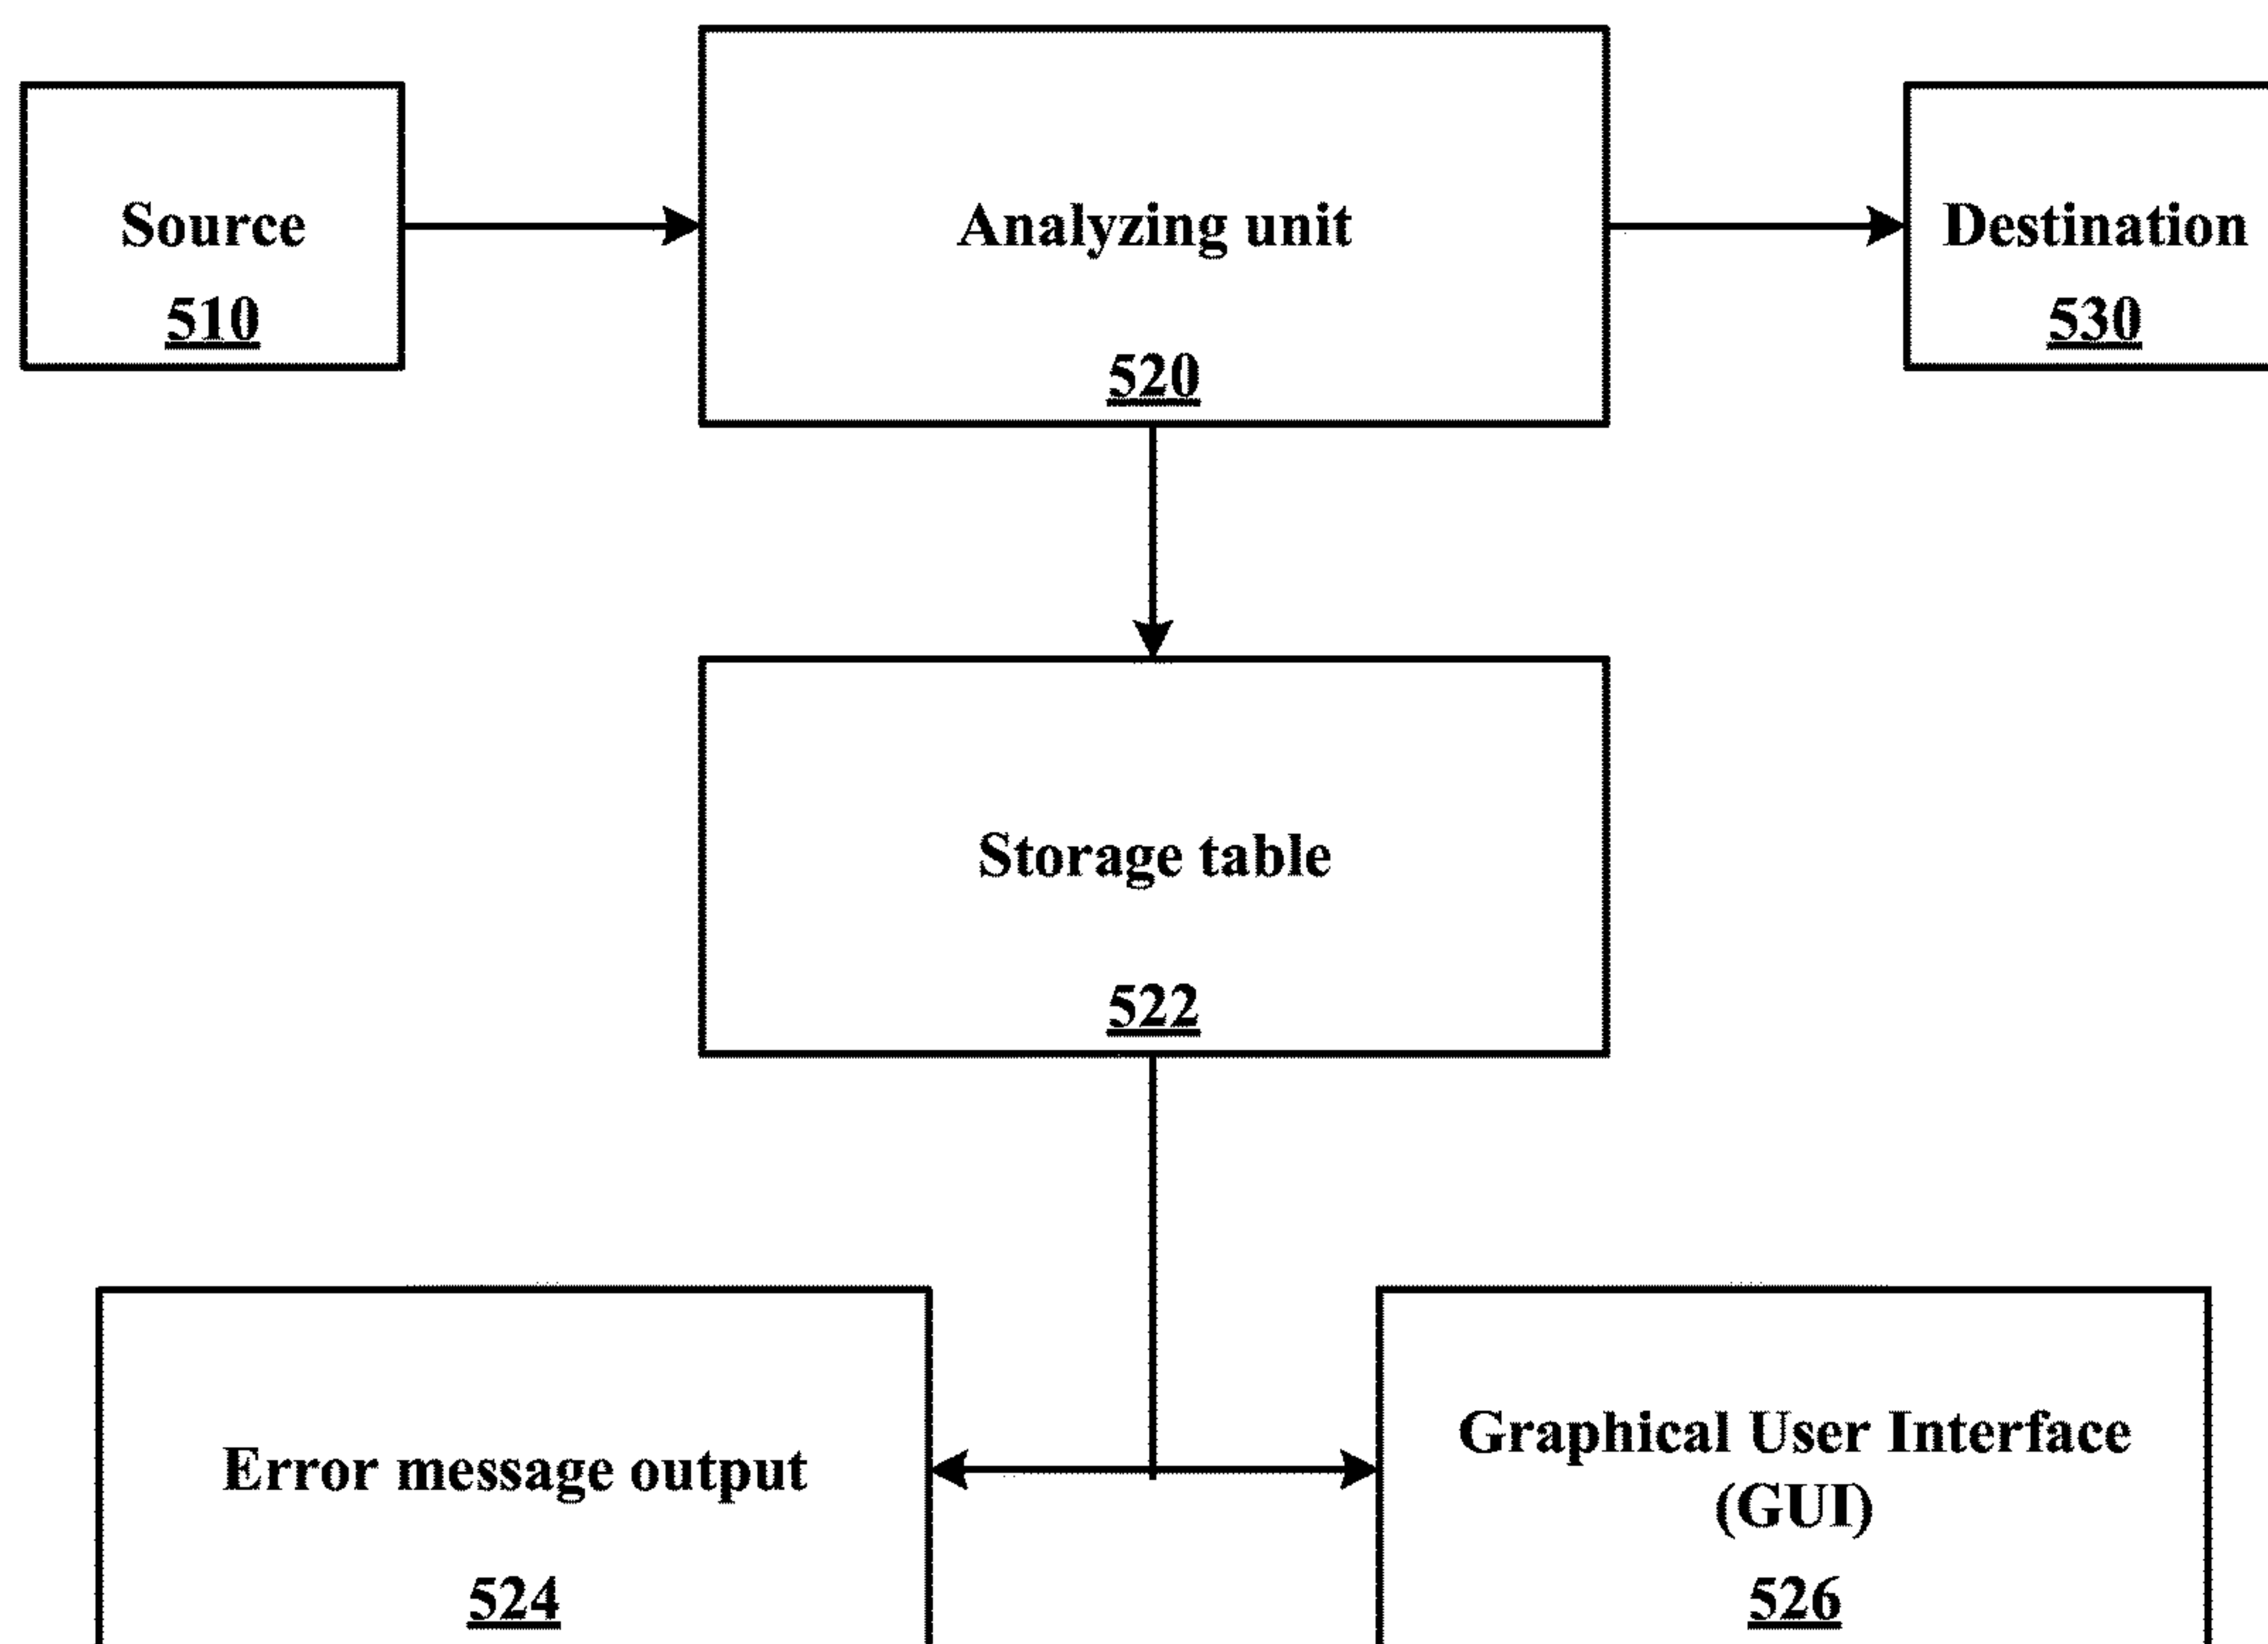 Source
510
Analyzing unit
520
Destination
530
Storage table
522
Error message output
524
Graphical User Interface
(GUI)
526